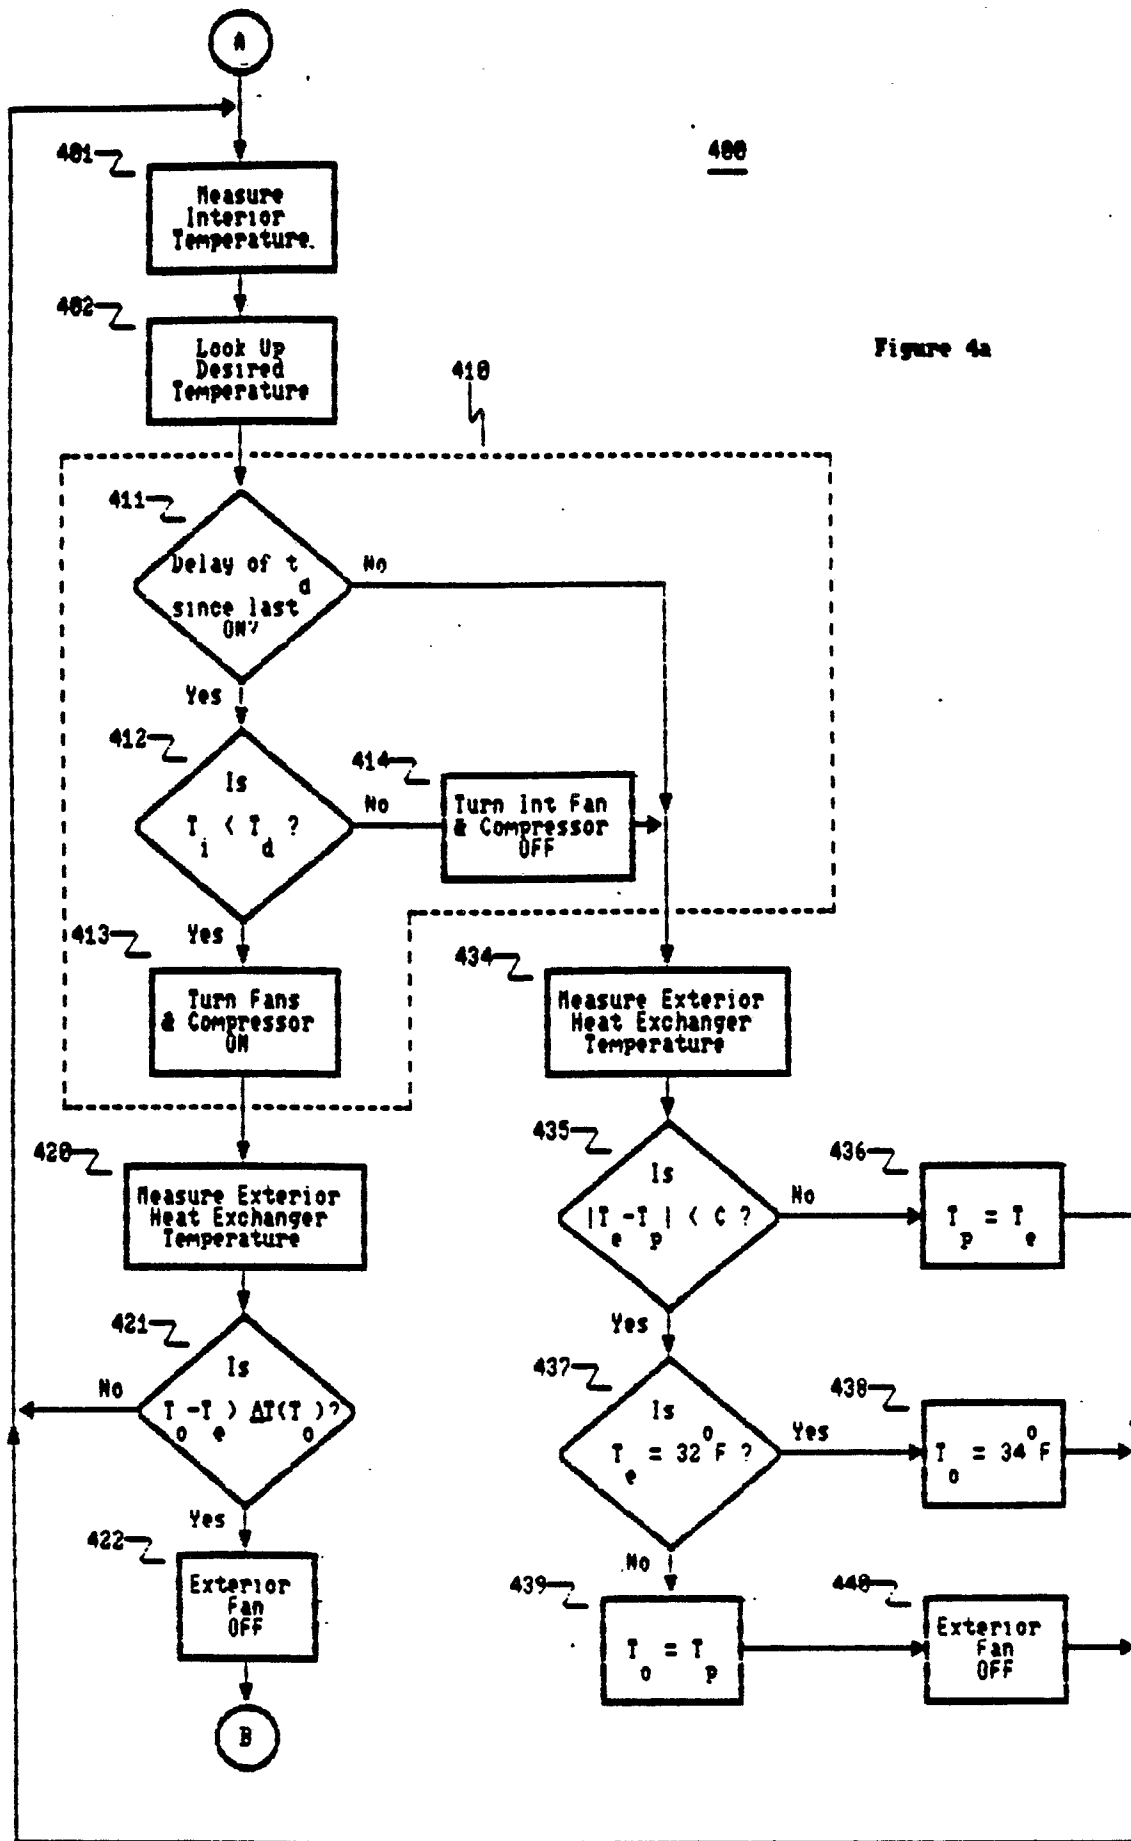 A
400
401
Measure
Interior
Temperature.
402
Look Up
Desired
Temperature
Figure 4a
410
411
Delay of t d
since last
ON?
No
Yes
412
Is
T i < T d ?
No
414
Turn Int Fan
& Compressor
OFF
Yes
413
Turn Fans
& Compressor
ON
434
Measure Exterior
Heat Exchanger
Temperature
420
Measure Exterior
Heat Exchanger
Temperature
435
Is
|T e - T p| < C ?
No
436
T p = T e
Yes
421
Is
T o - T e > ΔT(T o)?
No
437
Is
T e = 32 o F ?
Yes
438
T o = 34 o F
Yes
422
Exterior
Fan
OFF
No
439
T o = T p
440
Exterior
Fan
OFF
B